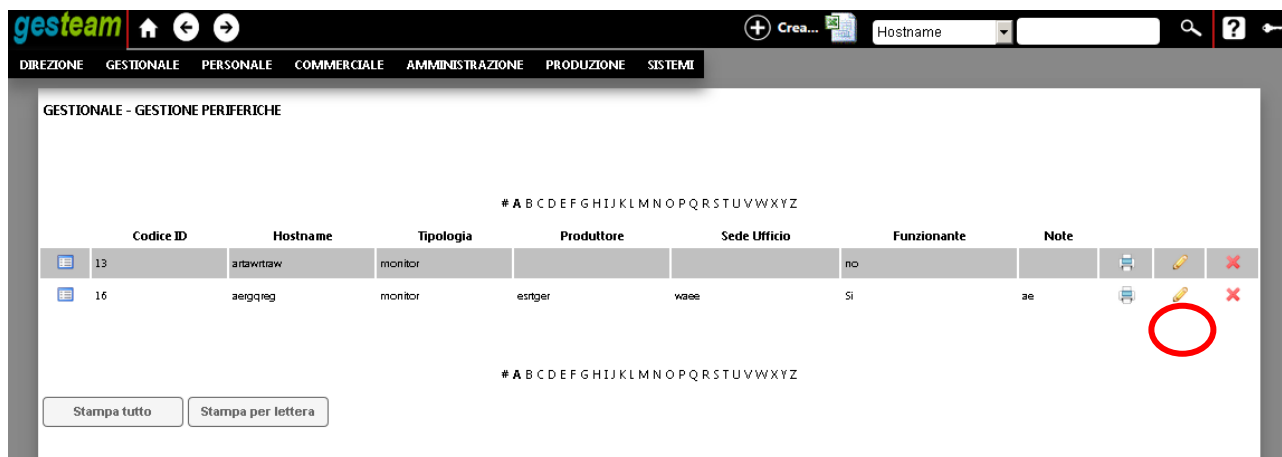 gesteam Crea... Hostname ?
DIREZIONE GESTIONALE PERSONALE COMMERCIALE AMMINISTRAZIONE PRODUZIONE SISTEMI
GESTIONALE - GESTIONE PERIFERICHE
# A B C D E F G H I J K L M N O P Q R S T U V W X Y Z
Codice ID Hostname Tipologia Produttore Sede Ufficio Funzionante Note
13 artawrtraw monitor no
16 aergqreg monitor esrtger waee Si ae
# A B C D E F G H I J K L M N O P Q R S T U V W X Y Z
Stampa tutto Stampa per lettera